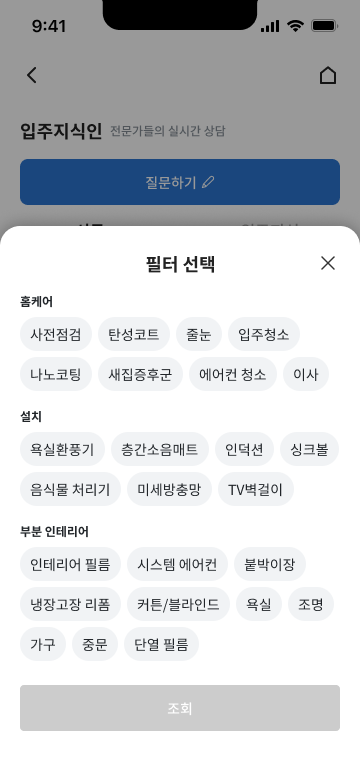 9:41
입주지식인 전문가들의 실시간 상담
질문하기
필터 선택
홈케어
사전점검 탄성코트 줄눈 입주청소
나노코팅 새집증후군 에어컨 청소 이사
설치
욕실환풍기 층간소음매트 인덕션 싱크볼
음식물 처리기 미세방충망 TV벽걸이
부분 인테리어
인테리어 필름 시스템 에어컨 붙박이장
냉장고장 리폼 커튼/블라인드 욕실 조명
가구 중문 단열 필름
조회